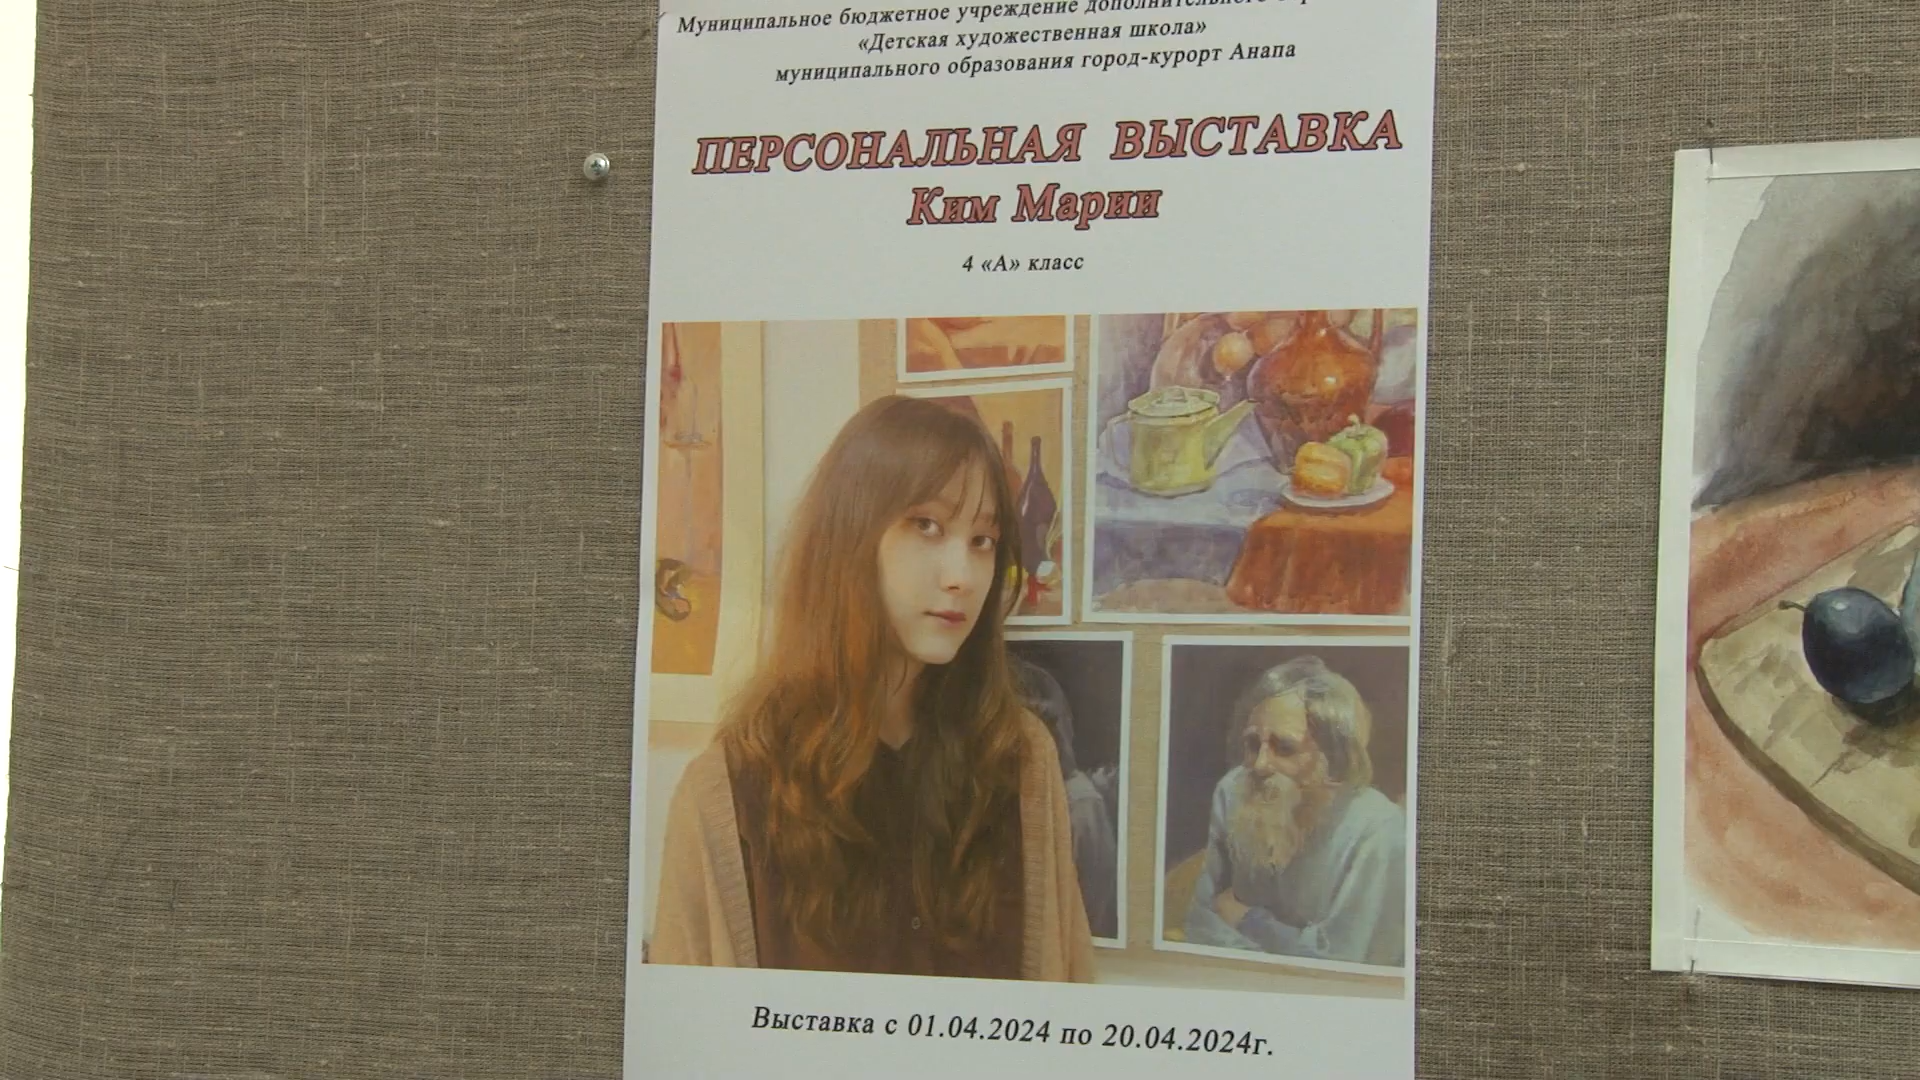 Муниципальное бюджетное учреждение дополнительного
«Детская художественная школа»
муниципального образования город-курорт Анапа
ПЕРСОНАЛЬНАЯ ВЫСТАВКА
Ким Марии
4 «А» класс
Выставка с 01.04.2024 по 20.04.2024г.